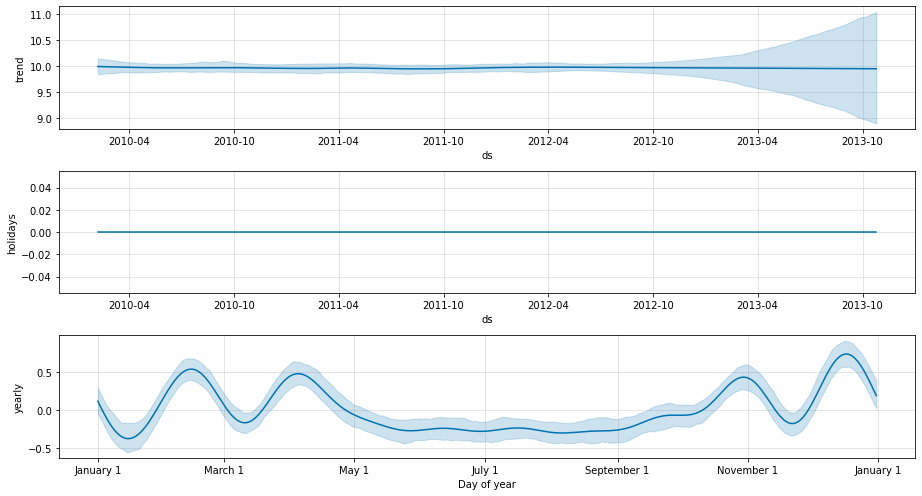 11.0
10.5
10.0
9.5
9.0
trend
2010-04 2010-10 2011-04 2011-10 2012-04 2012-10 2013-04 2013-10
ds
0.04
0.02
0.00
−0.02
−0.04
holidays
2010-04 2010-10 2011-04 2011-10 2012-04 2012-10 2013-04 2013-10
ds
0.5
0.0
−0.5
yearly
January 1 March 1 May 1 July 1 September 1 November 1 January 1
Day of year